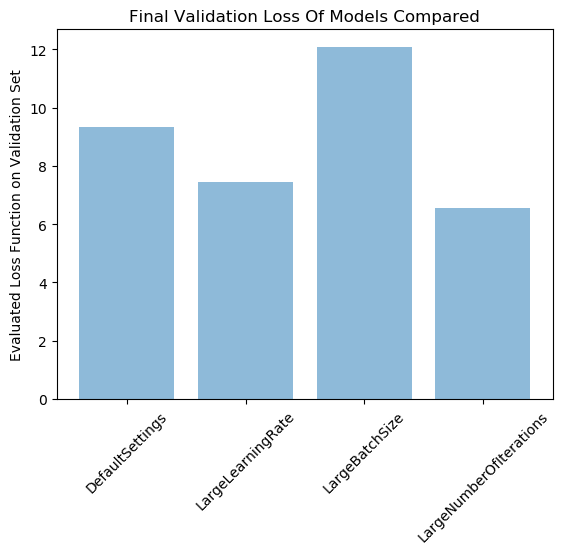 Final Validation Loss Of Models Compared
Evaluated Loss Function on Validation Set
12
10
8
6
4
2
0
DefaultSettings
LargeLearningRate
LargeBatchSize
LargeNumberOfIterations